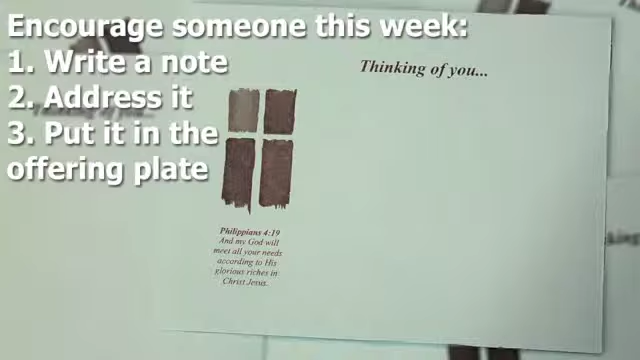 Encourage someone this week:
1. Write a note
2. Address it
3. Put it in the
offering plate
Thinking of you...
Philippians 4:19
And my God will
meet all your needs
according to His
glorious riches in
Christ Jesus.